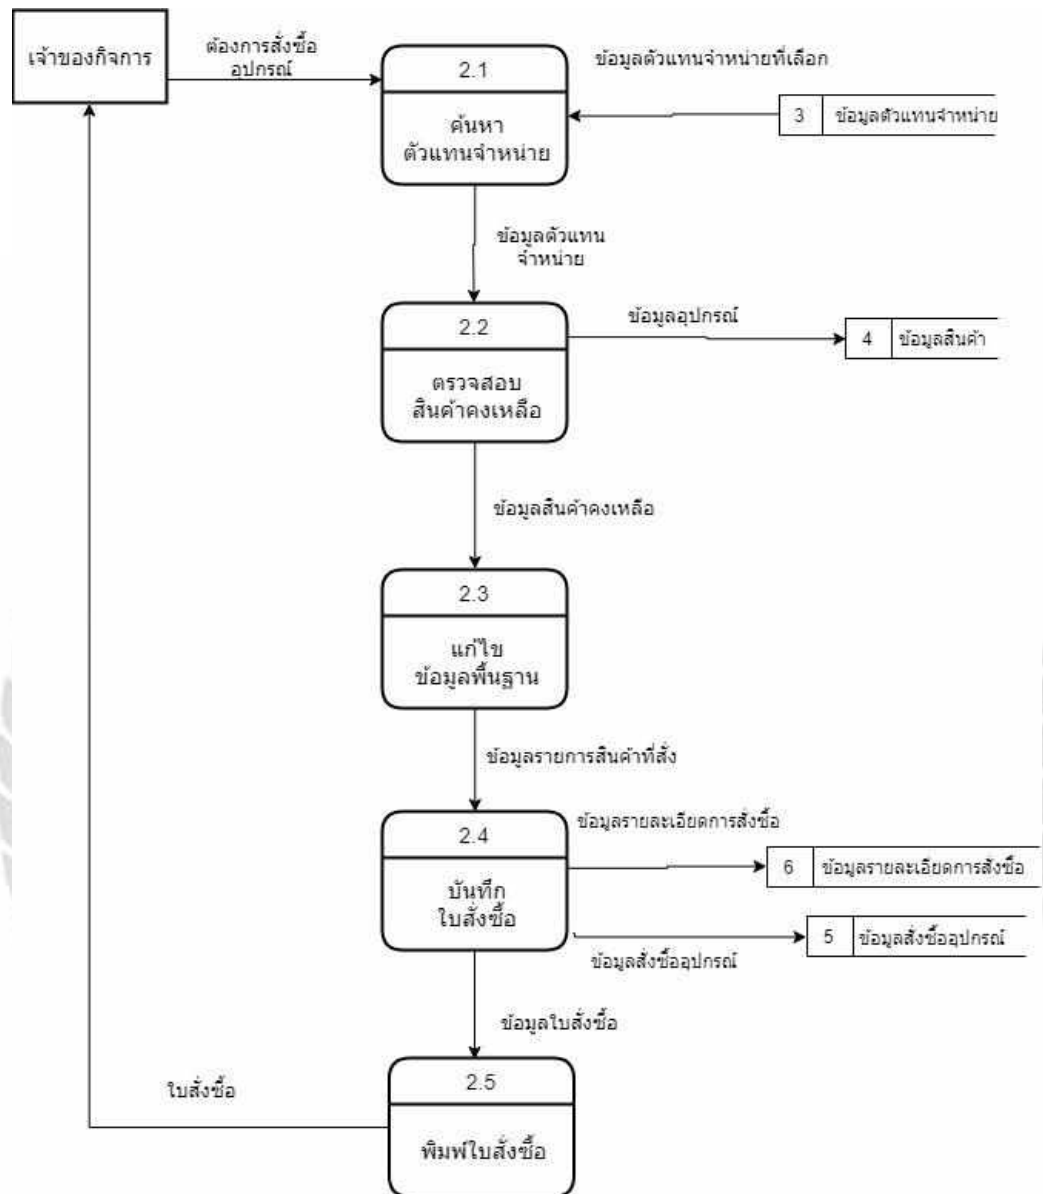 เจ้าของกิจการ
ต้องการสั่งซื้อ
อุปกรณ์
2.1
ค้นหา
ตัวแทนจำหน่าย
ข้อมูลตัวแทนจำหน่ายที่เลือก
3
ข้อมูลตัวแทนจำหน่าย
ข้อมูลตัวแทน
จำหน่าย
2.2
ตรวจสอบ
สินค้าคงเหลือ
ข้อมูลอุปกรณ์
4
ข้อมูลสินค้า
ข้อมูลสินค้าคงเหลือ
2.3
แก้ไข
ข้อมูลพื้นฐาน
ข้อมูลรายการสินค้าที่สั่ง
2.4
บันทึก
ใบสั่งซื้อ
ข้อมูลรายละเอียดการสั่งซื้อ
6
ข้อมูลรายละเอียดการสั่งซื้อ
5
ข้อมูลสั่งซื้ออุปกรณ์
ข้อมูลสั่งซื้ออุปกรณ์
ข้อมูลใบสั่งซื้อ
2.5
พิมพ์ใบสั่งซื้อ
ใบสั่งซื้อ